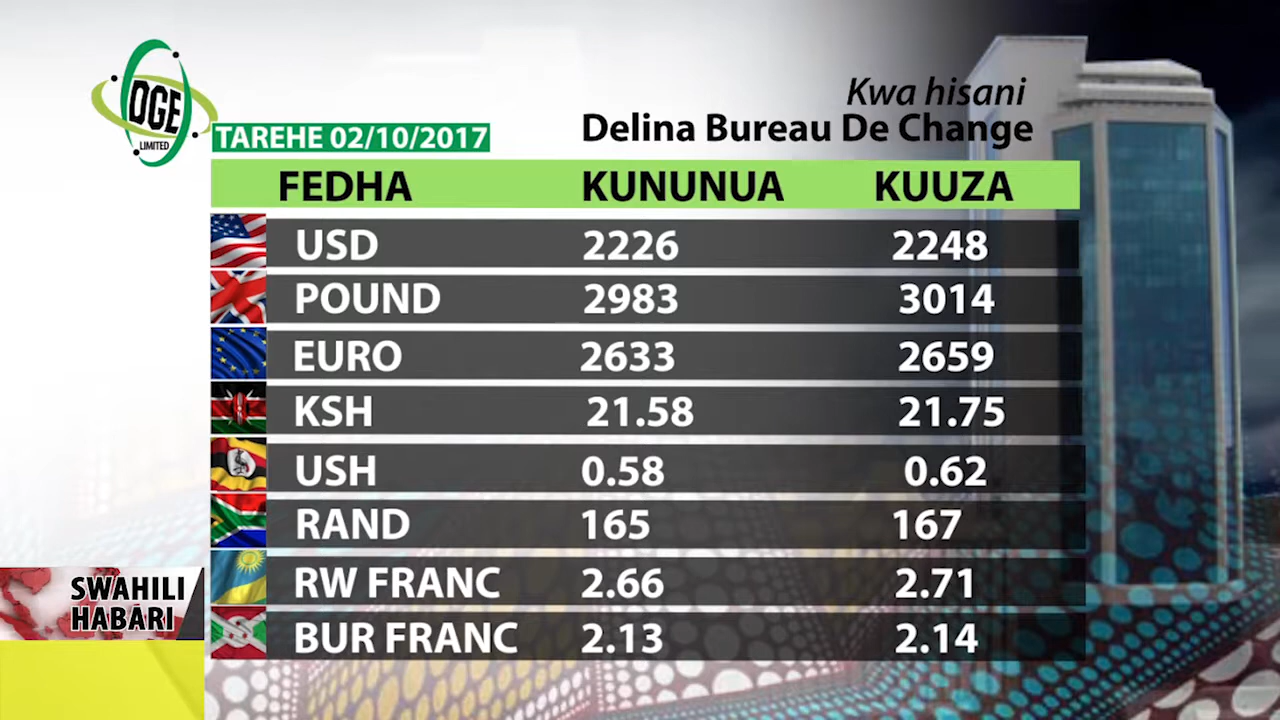 DGE
LIMITED
TAREHE 02/10/2017
Kwa hisani
Delina Bureau De Change
FEDHA KUNUNUA KUUZA
USD 2226 2248
POUND 2983 3014
EURO 2633 2659
KSH 21.58 21.75
USH 0.58 0.62
RAND 165 167
RW FRANC 2.66 2.71
BUR FRANC 2.13 2.14
SWAHILI
HABARI